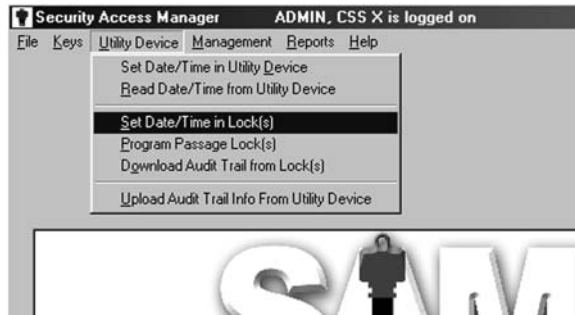 Security Access Manager ADMIN, CSS X is logged on
File Keys Utility Device Management Reports Help
Set Date/Time in Utility Device
Read Date/Time from Utility Device
Set Date/Time in Lock(s)
Program Passage Lock(s)
Download Audit Trail from Lock(s)
Upload Audit Trail Info From Utility Device
SAM